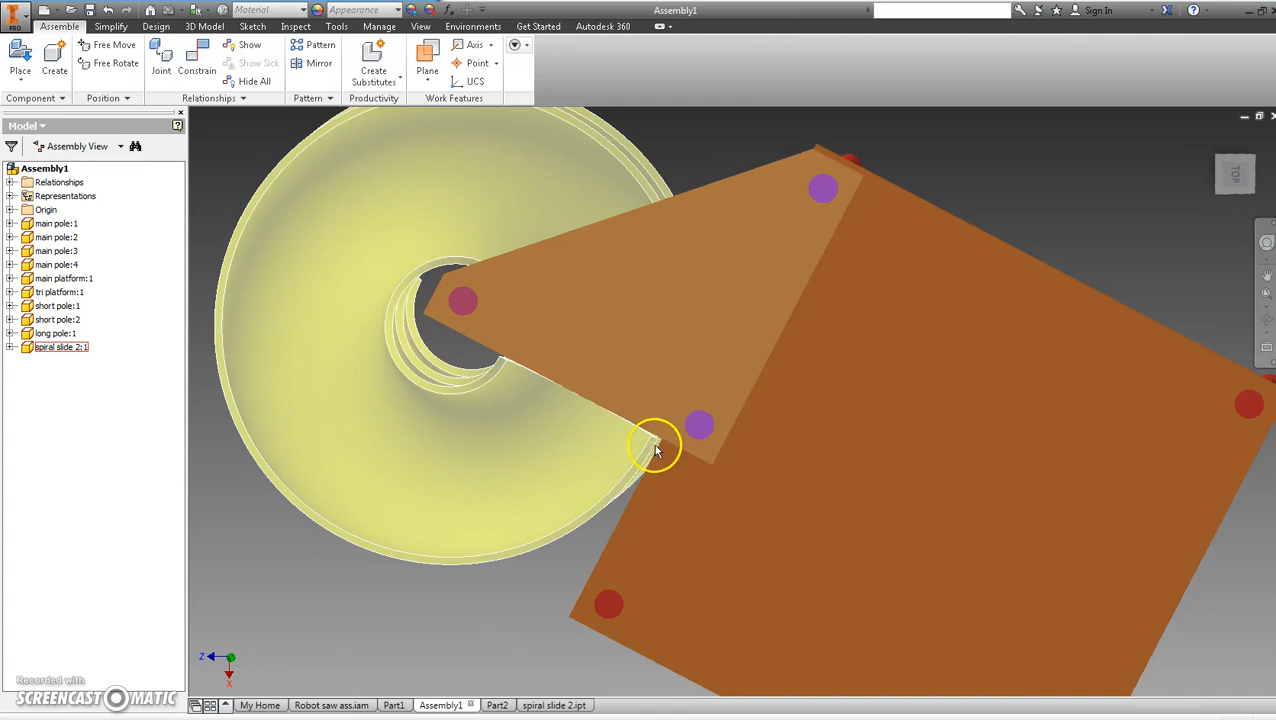 Material
Appearance
Assembly1
Sign In
PRO
Assemble Simplify Design 3D Model Sketch Inspect Tools Manage View Environments Get Started Autodesk 360
Place
Create
Free Move
Free Rotate
Joint
Constrain
Show
Show Sick
Hide All
Pattern
Mirror
Create
Substitutes
Plane
Axis
Point
UCS
Component Position Relationships Pattern Productivity Work Features
Model
Assembly View
Assembly1
Relationships
Representations
Origin
main pole:1
main pole:2
main pole:3
main pole:4
main platform:1
tri platform:1
short pole:1
short pole:2
long pole:1
spiral slide 2:1
TOP
Z
X
Recorded with
SCREENCAST MATIC
My Home Robot saw ass.iam Part1 Assembly1 Part2 spiral slide 2.ipt